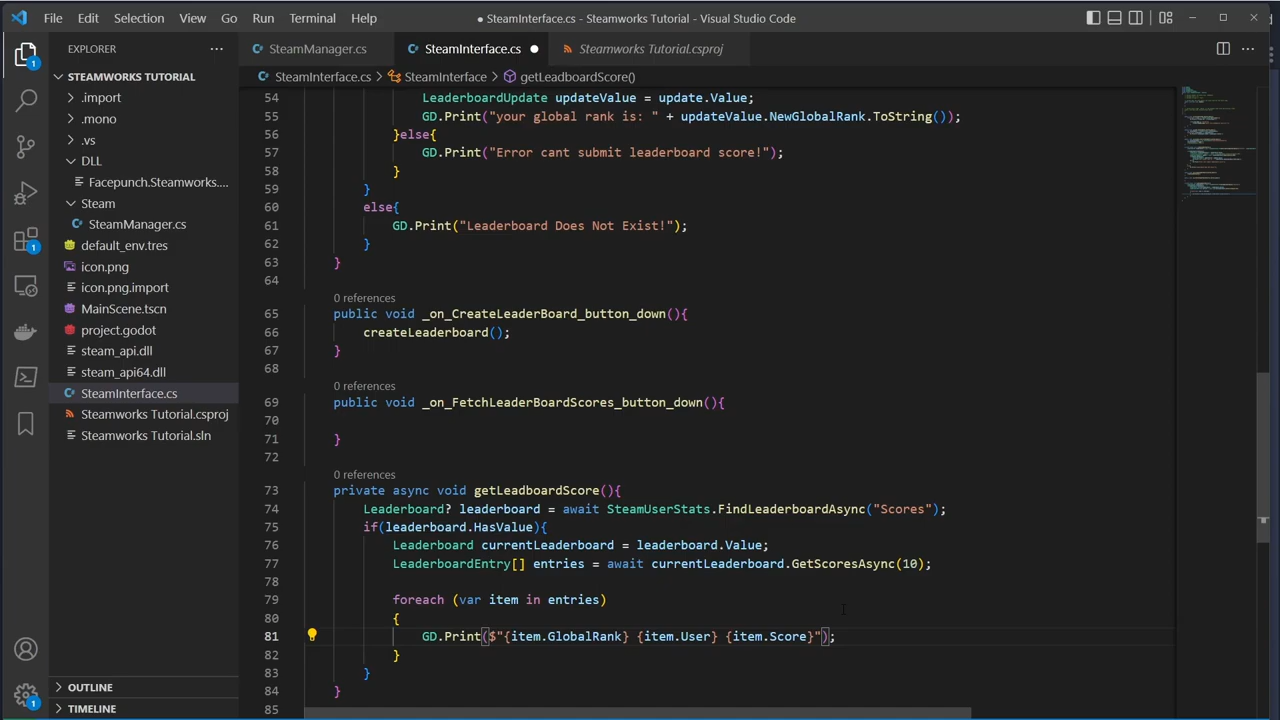 File Edit Selection View Go Run Terminal Help
● SteamInterface.cs - Steamworks Tutorial - Visual Studio Code
EXPLORER
SteamManager.cs
SteamInterface.cs
Steamworks Tutorial.csproj
STEAMWORKS TUTORIAL
SteamInterface.cs > SteamInterface > getLeadboardScore()
.import
.mono
.vs
DLL
Facepunch.Steamworks....
Steam
SteamManager.cs
default_env.tres
icon.png
icon.png.import
MainScene.tscn
project.godot
steam_api.dll
steam_api64.dll
SteamInterface.cs
Steamworks Tutorial.csproj
Steamworks Tutorial.sln
OUTLINE
TIMELINE
1
1
1
54 LeaderboardUpdate updateValue = update.Value;
55 GD.Print("your global rank is: " + updateValue.NewGlobalRank.ToString());
56 }else{
57 GD.Print("Error cant submit leaderboard score!");
58 }
59 }
60 else{
61 GD.Print("Leaderboard Does Not Exist!");
62 }
63 }
64
0 references
65 public void _on_CreateLeaderBoard_button_down(){
66 createLeaderboard();
67 }
68
0 references
69 public void _on_FetchLeaderBoardScores_button_down(){
70
71 }
72
0 references
73 private async void getLeadboardScore(){
74 Leaderboard? leaderboard = await SteamUserStats.FindLeaderboardAsync("Scores");
75 if(leaderboard.HasValue){
76 Leaderboard currentLeaderboard = leaderboard.Value;
77 LeaderboardEntry[] entries = await currentLeaderboard.GetScoresAsync(10);
78
79 foreach (var item in entries)
80 {
81 GD.Print($"{item.GlobalRank} {item.User} {item.Score}");
82 }
83 }
84 }
85